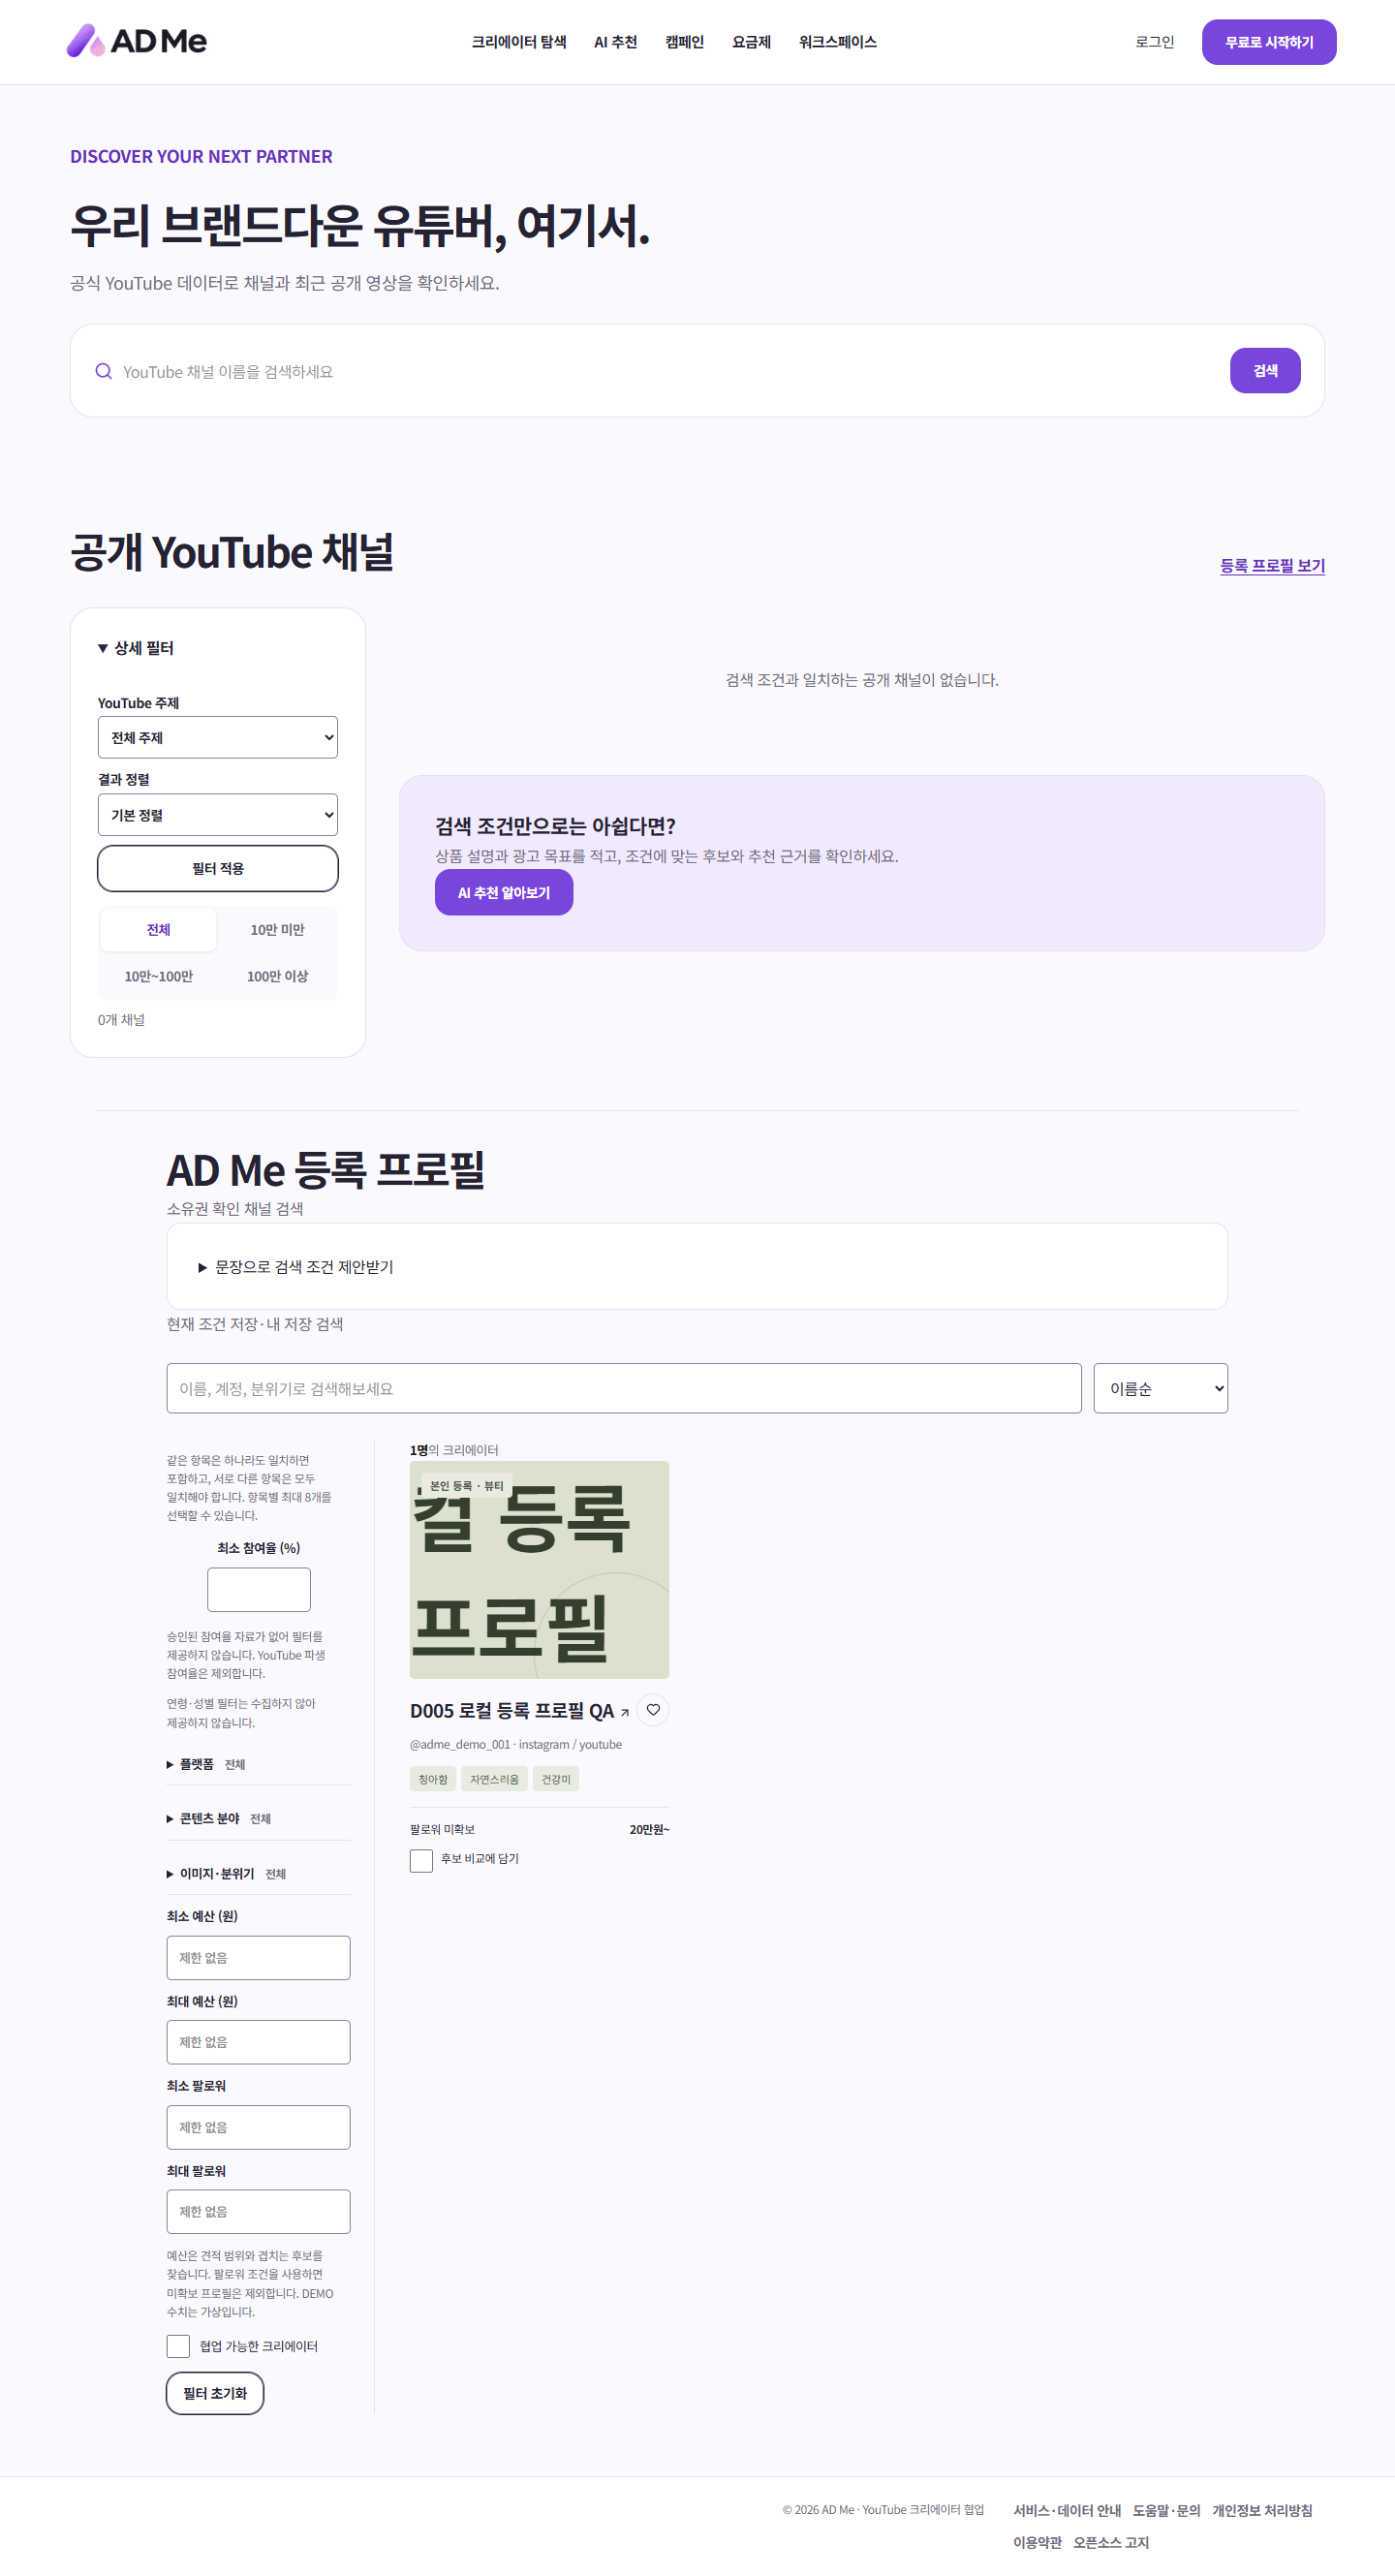 AD Me
크리에이터 탐색 AI 추천 캠페인 요금제 워크스페이스
로그인 무료로 시작하기
DISCOVER YOUR NEXT PARTNER
우리 브랜드다운 유튜버, 여기서.
공식 YouTube 데이터로 채널과 최근 공개 영상을 확인하세요.
YouTube 채널 이름을 검색하세요
검색
공개 YouTube 채널
등록 프로필 보기
▼ 상세 필터
YouTube 주제
전체 주제
결과 정렬
기본 정렬
필터 적용
전체 10만 미만
10만~100만 100만 이상
0개 채널
검색 조건과 일치하는 공개 채널이 없습니다.
검색 조건만으로는 아쉽다면?
상품 설명과 광고 목표를 적고, 조건에 맞는 후보와 추천 근거를 확인하세요.
AI 추천 알아보기
AD Me 등록 프로필
소유권 확인 채널 검색
▶ 문장으로 검색 조건 제안받기
현재 조건 저장·내 저장 검색
이름, 계정, 분위기로 검색해보세요
이름순
같은 항목은 하나라도 일치하면
포함하고, 서로 다른 항목은 모두
일치해야 합니다. 항목별 최대 8개를
선택할 수 있습니다.
최소 참여율 (%)
승인된 참여율 자료가 없어 필터를
제공하지 않습니다. YouTube 파생
참여율은 제외합니다.
연령·성별 필터는 수집하지 않아
제공하지 않습니다.
▶ 플랫폼 전체
▶ 콘텐츠 분야 전체
▶ 이미지·분위기 전체
최소 예산 (원)
제한 없음
최대 예산 (원)
제한 없음
최소 팔로워
제한 없음
최대 팔로워
제한 없음
예산은 견적 범위와 겹치는 후보를
찾습니다. 팔로워 조건을 사용하면
미확보 프로필은 제외합니다. DEMO
수치는 가상입니다.
협업 가능한 크리에이터
필터 초기화
1명의 크리에이터
본인 등록 · 뷰티
컬 등록
프로필
D005 로컬 등록 프로필 QA
@adme_demo_001 · instagram / youtube
청아함 자연스러움 건강미
팔로워 미확보 20만원~
후보 비교에 담기
© 2026 AD Me · YouTube 크리에이터 협업
서비스·데이터 안내 도움말·문의 개인정보 처리방침
이용약관 오픈소스 고지